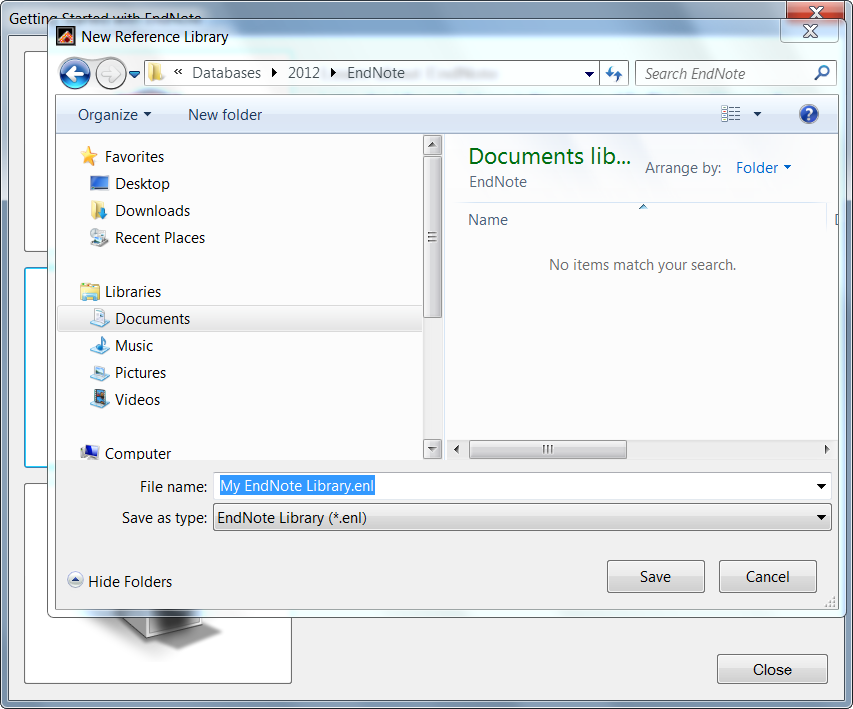 Getting Started with EndNote
New Reference Library
« Databases 2012 EndNote
Search EndNote
Organize
New folder
Favorites
Desktop
Downloads
Recent Places
Libraries
Documents
Music
Pictures
Videos
Computer
Documents lib...
EndNote
Arrange by: Folder
Name
No items match your search.
File name: My EndNote Library.enl
Save as type: EndNote Library (*.enl)
Hide Folders
Save
Cancel
Close